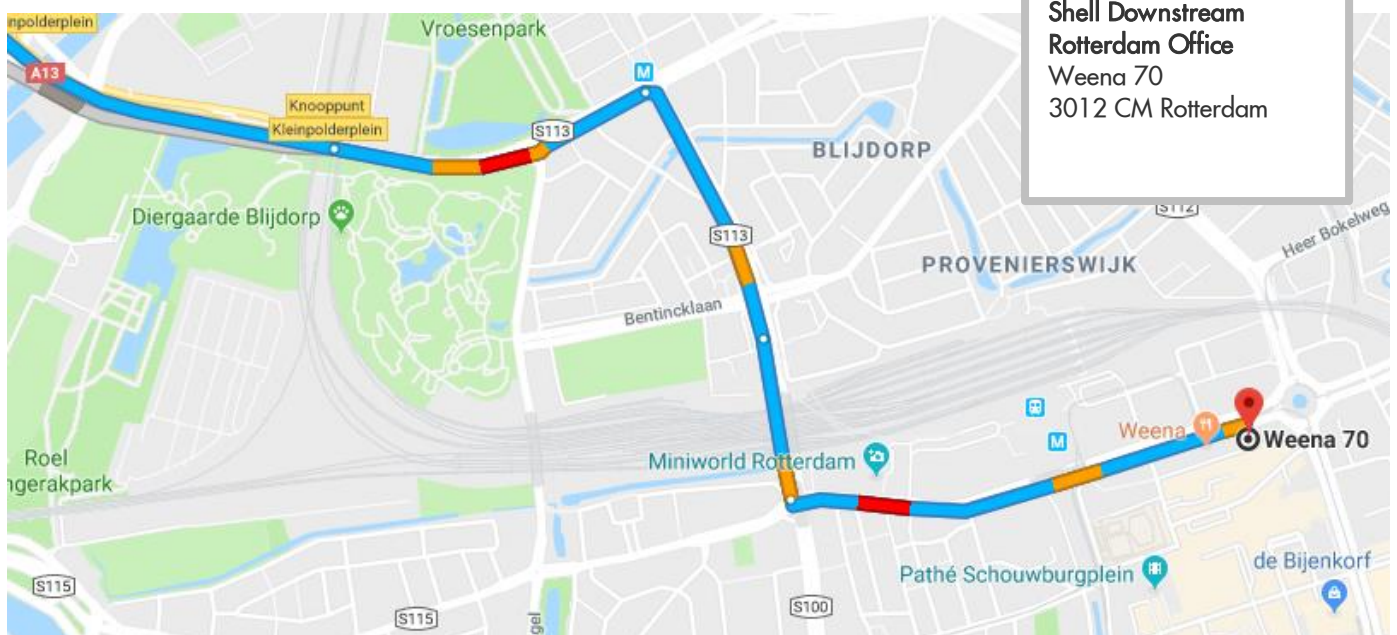 Shell Downstream
Rotterdam Office
Weena 70
3012 CM Rotterdam
npolderplein
Vroesenpark
A13
M
Knooppunt
Kleinpolderplein
S113
BLIJDORP
Diergaarde Blijdorp
S112
Heer Bokelweg
S113
PROVENIERSWIJK
Bentincklaan
Weena
M
Weena 70
Roel
ngerakpark
Miniworld Rotterdam
Pathé Schouwburgplein
de Bijenkorf
S115
S115
S100
gel